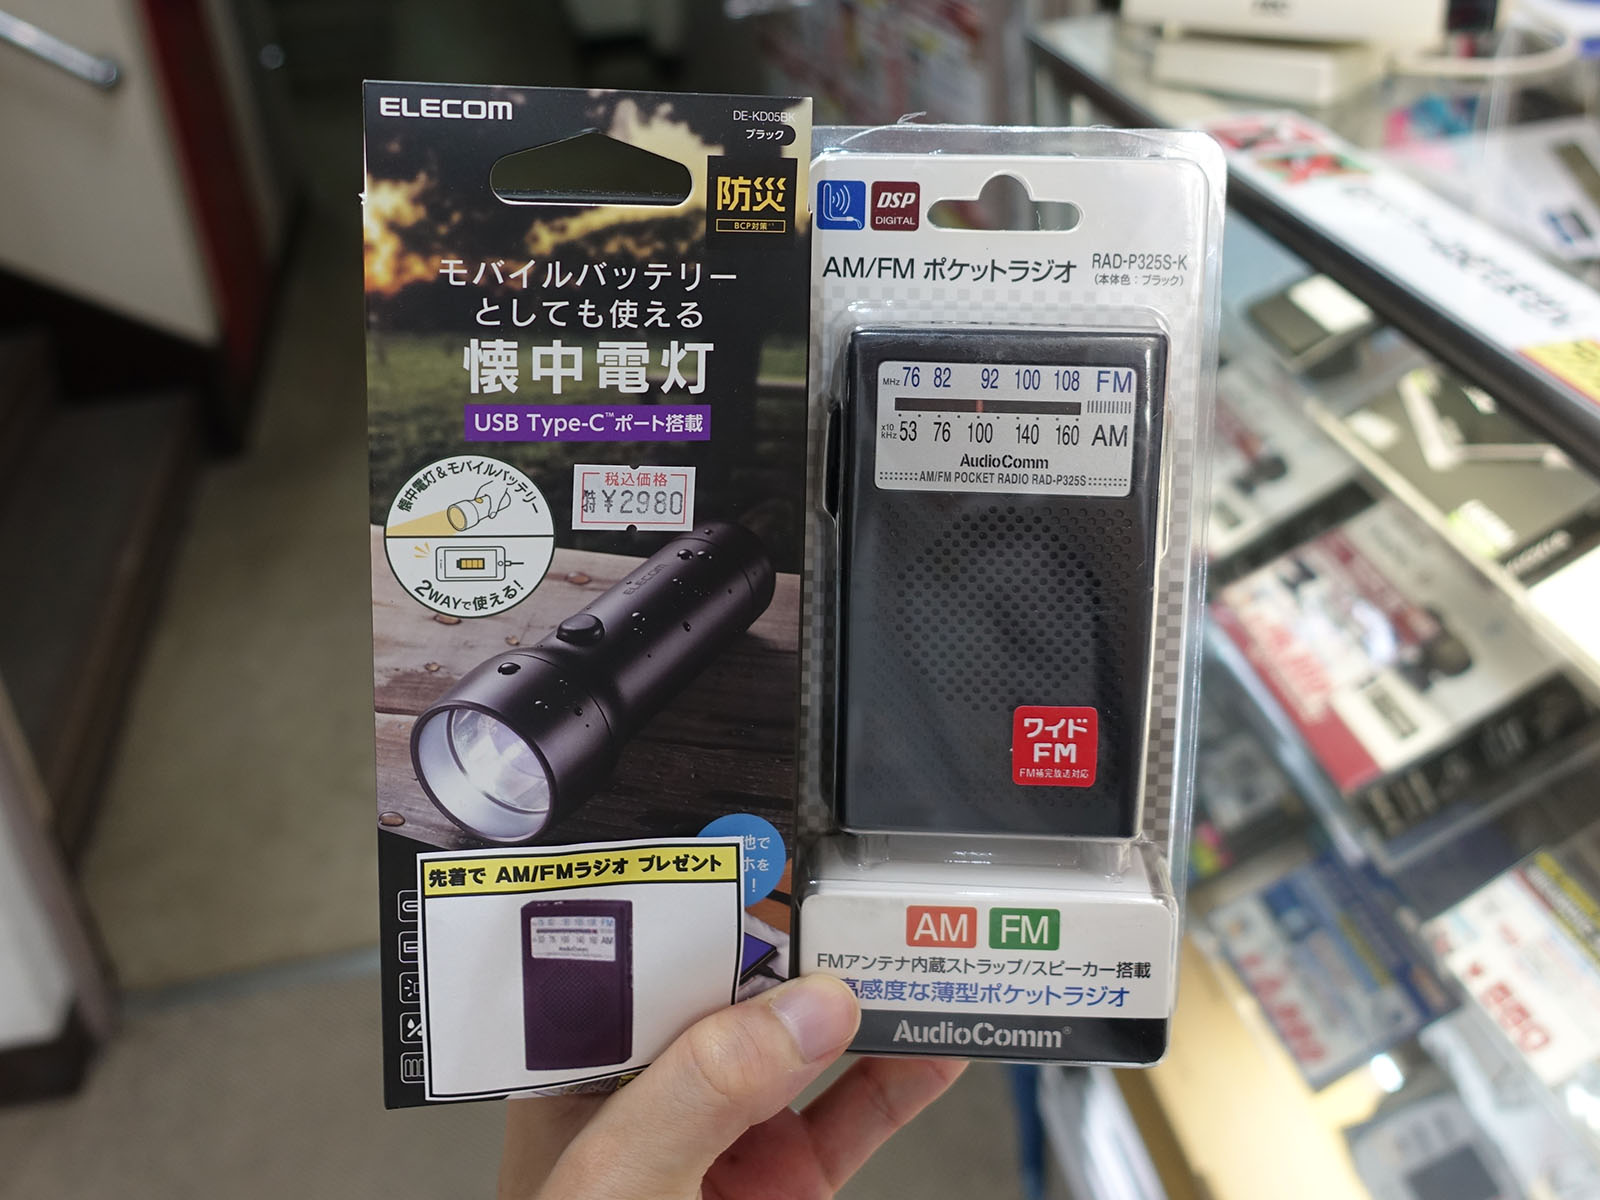 ELECOM
DE-KD05BK
ブラック
防災
BCP対策
モバイルバッテリー
としても使える
懐中電灯
USB Type-C™ポート搭載
懐中電灯&モバイルバッテリー
2WAYで使える!
税込価格
特¥2980
ELECOM
先着で AM/FMラジオ プレゼント
DSP
DIGITAL
AM/FM ポケットラジオ
RAD-P325S-K
(本体色:ブラック)
MHz 76 82 92 100 108 FM
x10 kHz 53 76 100 140 160 AM
AudioComm
AM/FM POCKET RADIO RAD-P325S
ワイド
FM
FM補完放送対応
AM FM
FMアンテナ内蔵ストラップ/スピーカー搭載
感度な薄型ポケットラジオ
AudioComm®